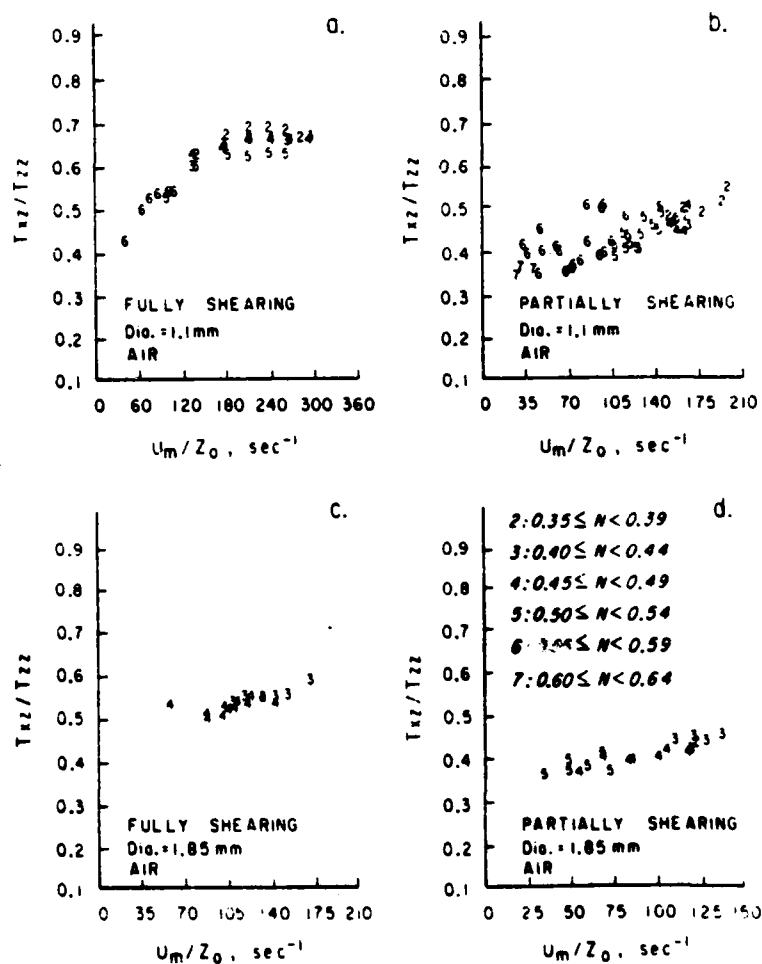 a.
0.9
0.8
0.7
0.6
0.5
0.4
0.3
0.2
0.1
Txz/Tzz
FULLY SHEARING
Dia. = 1.1mm
AIR
0 60 120 180 240 300 360
Um/Zo, sec⁻¹
b.
0.9
0.8
0.7
0.6
0.5
0.4
0.3
0.2
0.1
Txz/Tzz
PARTIALLY SHEARING
Dia. = 1.1mm
AIR
0 35 70 105 140 175 210
Um/Zo, sec⁻¹
c.
0.9
0.8
0.7
0.6
0.5
0.4
0.3
0.2
0.1
Txz/Tzz
FULLY SHEARING
Dia. = 1.85 mm
AIR
0 35 70 105 140 175 210
Um/Zo, sec⁻¹
d.
2: 0.35 ≤ N < 0.39
3: 0.40 ≤ N < 0.44
4: 0.45 ≤ N < 0.49
5: 0.50 ≤ N < 0.54
6: ≤ N < 0.59
7: 0.60 ≤ N < 0.64
0.9
0.8
0.7
0.6
0.5
0.4
0.3
0.2
0.1
Txz/Tzz
PARTIALLY SHEARING
Dia. = 1.85 mm
AIR
0 25 50 75 100 125 150
Um/Zo, sec⁻¹